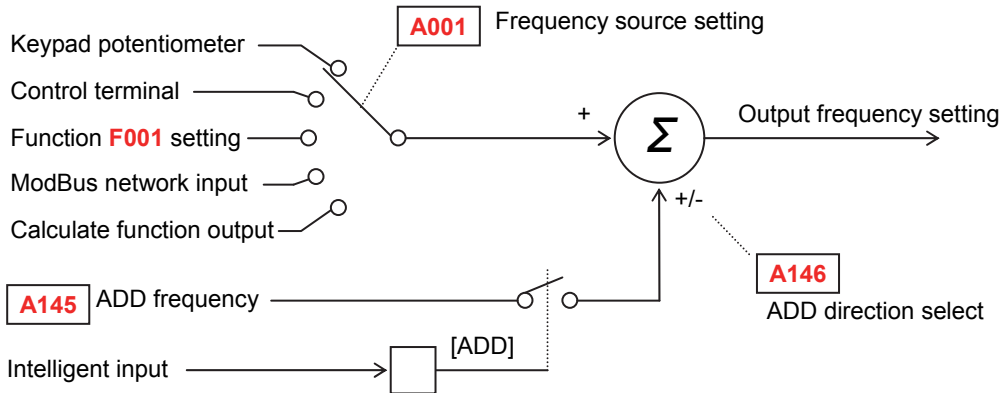 A001 Frequency source setting
Keypad potentiometer
Control terminal
Function F001 setting
ModBus network input
Calculate function output
+
Σ
Output frequency setting
+/-
A146
ADD direction select
A145 ADD frequency
[ADD]
Intelligent input